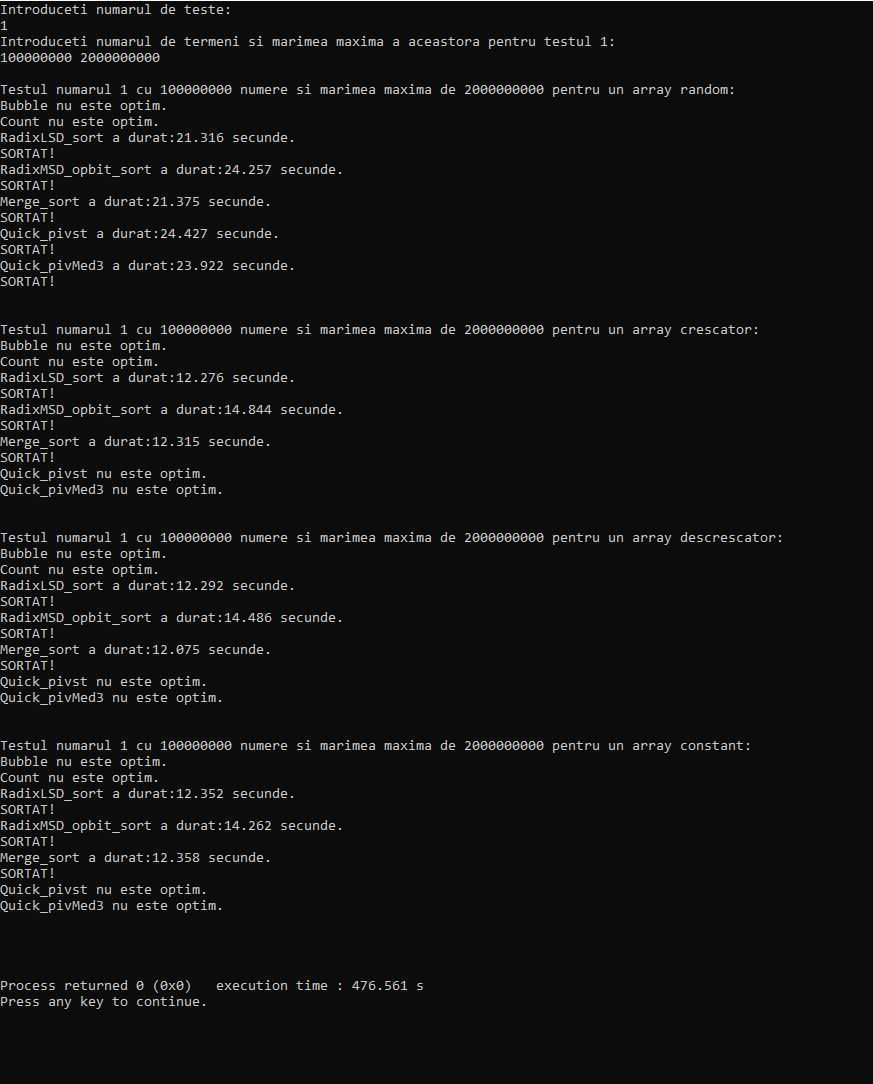 Introduceti numarul de teste:
1
Introduceti numarul de termeni si marimea maxima a aceastora pentru testul 1:
100000000 2000000000
Testul numarul 1 cu 100000000 numere si marimea maxima de 2000000000 pentru un array random:
Bubble nu este optim.
Count nu este optim.
RadixLSD_sort a durat:21.316 secunde.
SORTAT!
RadixMSD_opbit_sort a durat:24.257 secunde.
SORTAT!
Merge_sort a durat:21.375 secunde.
SORTAT!
Quick_pivst a durat:24.427 secunde.
SORTAT!
Quick_pivMed3 a durat:23.922 secunde.
SORTAT!
Testul numarul 1 cu 100000000 numere si marimea maxima de 2000000000 pentru un array crescator:
Bubble nu este optim.
Count nu este optim.
RadixLSD_sort a durat:12.276 secunde.
SORTAT!
RadixMSD_opbit_sort a durat:14.844 secunde.
SORTAT!
Merge_sort a durat:12.315 secunde.
SORTAT!
Quick_pivst nu este optim.
Quick_pivMed3 nu este optim.
Testul numarul 1 cu 100000000 numere si marimea maxima de 2000000000 pentru un array descrescator:
Bubble nu este optim.
Count nu este optim.
RadixLSD_sort a durat:12.292 secunde.
SORTAT!
RadixMSD_opbit_sort a durat:14.486 secunde.
SORTAT!
Merge_sort a durat:12.075 secunde.
SORTAT!
Quick_pivst nu este optim.
Quick_pivMed3 nu este optim.
Testul numarul 1 cu 100000000 numere si marimea maxima de 2000000000 pentru un array constant:
Bubble nu este optim.
Count nu este optim.
RadixLSD_sort a durat:12.352 secunde.
SORTAT!
RadixMSD_opbit_sort a durat:14.262 secunde.
SORTAT!
Merge_sort a durat:12.358 secunde.
SORTAT!
Quick_pivst nu este optim.
Quick_pivMed3 nu este optim.
Process returned 0 (0x0)   execution time : 476.561 s
Press any key to continue.